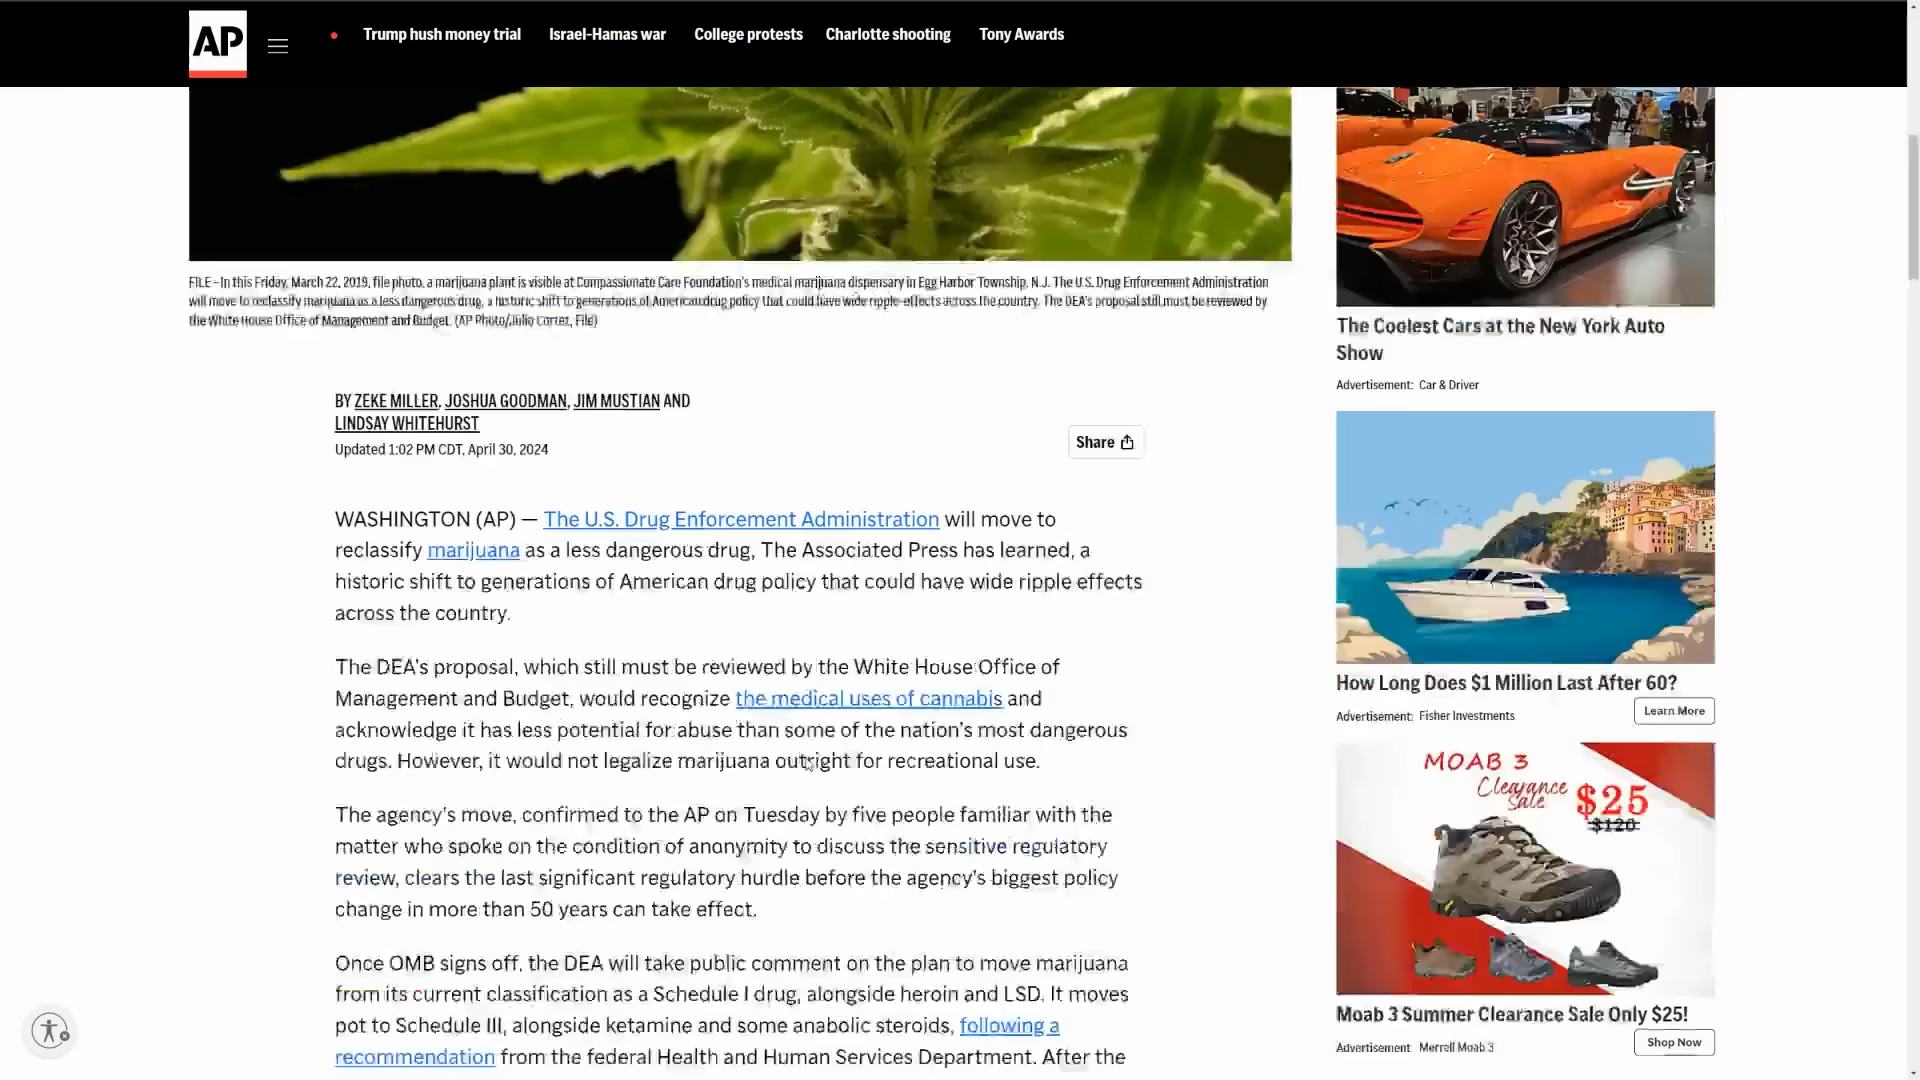 AP
Trump hush money trial
Israel-Hamas war
College protests
Charlotte shooting
Tony Awards
FILE - In this Friday, March 22, 2019, file photo, a marijuana plant is visible at Compassionate Care Foundation's medical marijuana dispensary in Egg Harbor Township, N.J. The U.S. Drug Enforcement Administration
will move to reclassify marijuana as a less dangerous drug, a historic shift to generations of American drug policy that could have wide ripple effects across the country. The DEA's proposal still must be reviewed by
the White House Office of Management and Budget. (AP Photo/Julio Cortez, File)
BY ZEKE MILLER, JOSHUA GOODMAN, JIM MUSTIAN AND
LINDSAY WHITEHURST
Updated 1:02 PM CDT, April 30, 2024
Share
WASHINGTON (AP) — The U.S. Drug Enforcement Administration will move to
reclassify marijuana as a less dangerous drug, The Associated Press has learned, a
historic shift to generations of American drug policy that could have wide ripple effects
across the country.
The DEA's proposal, which still must be reviewed by the White House Office of
Management and Budget, would recognize the medical uses of cannabis and
acknowledge it has less potential for abuse than some of the nation's most dangerous
drugs. However, it would not legalize marijuana outright for recreational use.
The agency's move, confirmed to the AP on Tuesday by five people familiar with the
matter who spoke on the condition of anonymity to discuss the sensitive regulatory
review, clears the last significant regulatory hurdle before the agency's biggest policy
change in more than 50 years can take effect.
Once OMB signs off, the DEA will take public comment on the plan to move marijuana
from its current classification as a Schedule I drug, alongside heroin and LSD. It moves
pot to Schedule III, alongside ketamine and some anabolic steroids, following a
recommendation from the federal Health and Human Services Department. After the
The Coolest Cars at the New York Auto
Show
Advertisement: Car & Driver
How Long Does $1 Million Last After 60?
Advertisement: Fisher Investments
Learn More
MOAB 3
Clearance
Sale
$25
$120
Moab 3 Summer Clearance Sale Only $25!
Advertisement: Merrell Moab 3
Shop Now